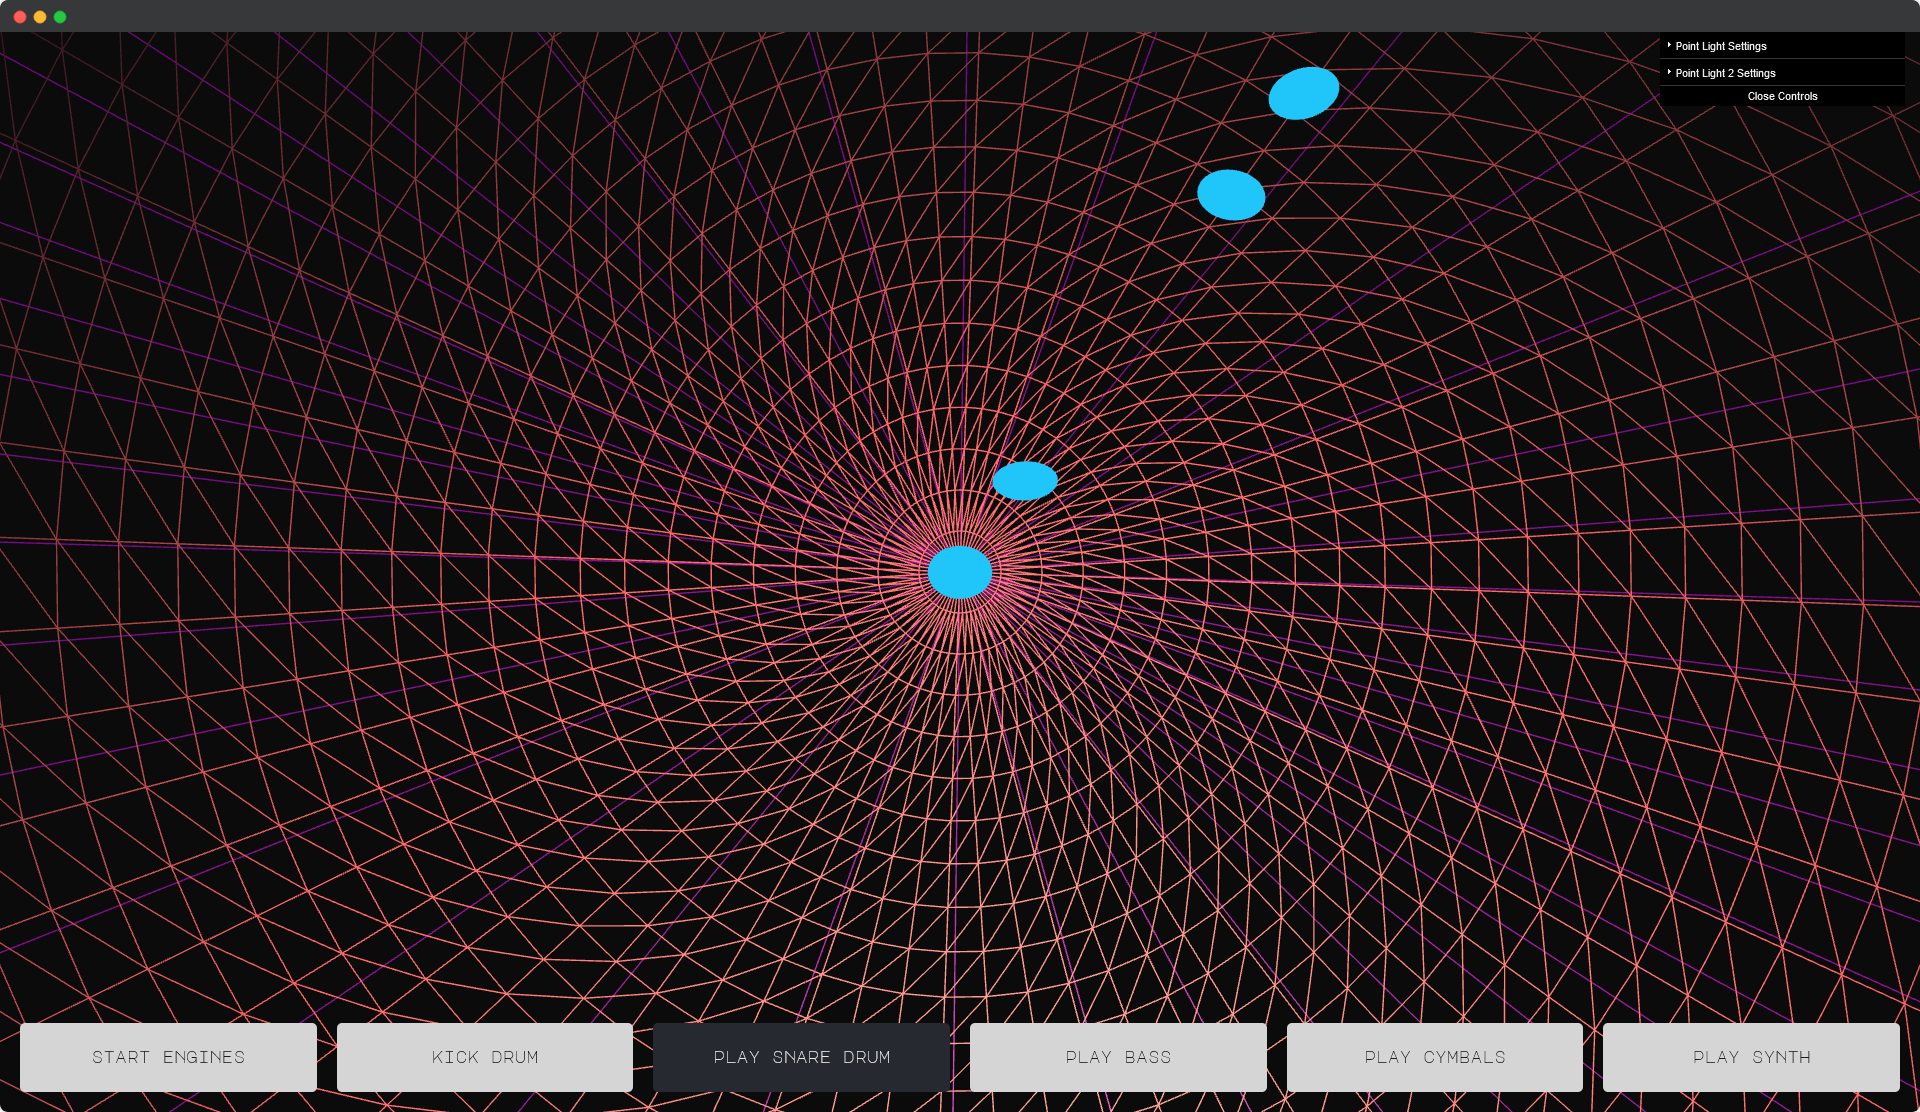 Point Light Settings
Point Light 2 Settings
Close Controls
START ENGINES
KICK DRUM
PLAY SNARE DRUM
PLAY BASS
PLAY CYMBALS
PLAY SYNTH